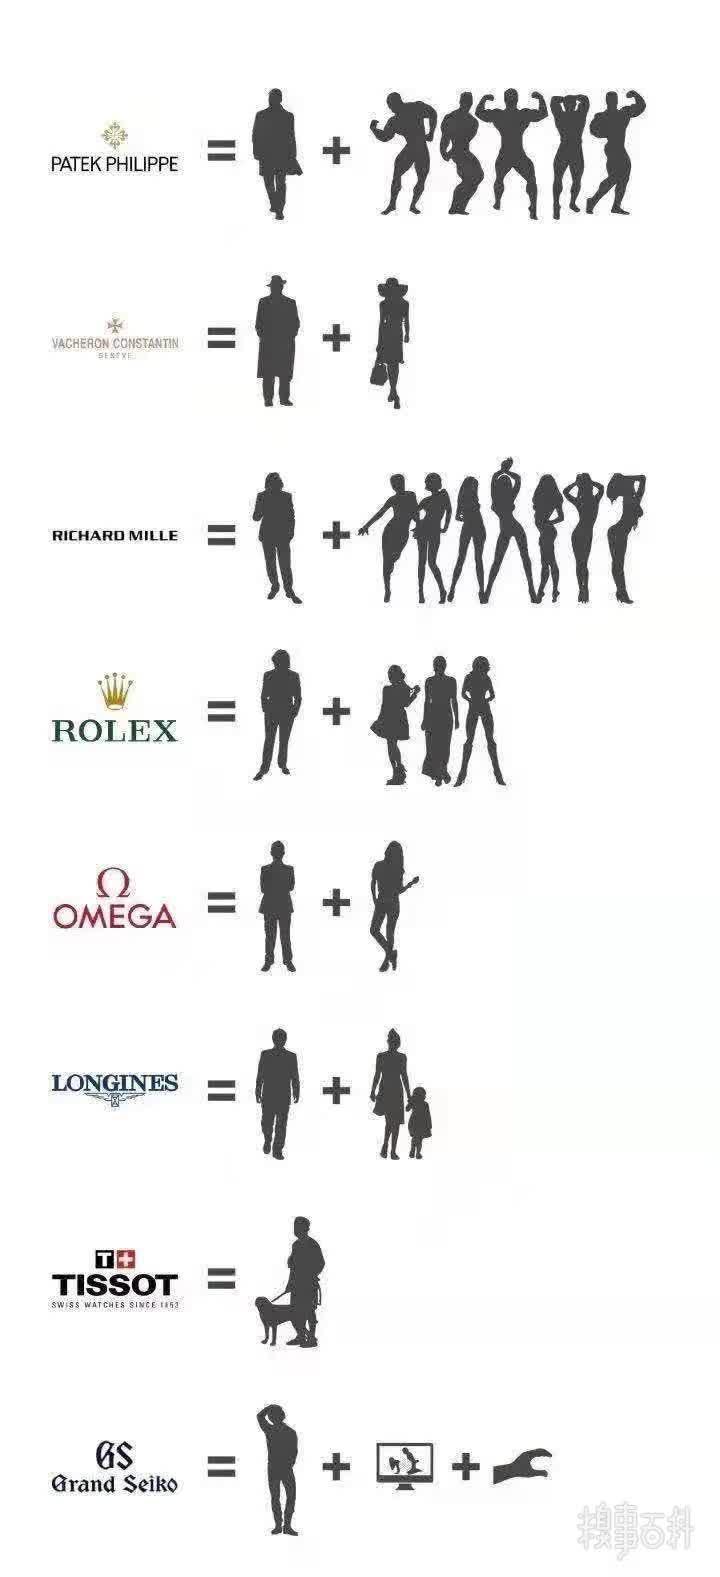 PATEK PHILIPPE
VACHERON CONSTANTIN
GENÈVE
RICHARD MILLE
ROLEX
Ω
OMEGA
LONGINES
T+
TISSOT
SWISS WATCHES SINCE 1853
GS
Grand Seiko
糗事百科